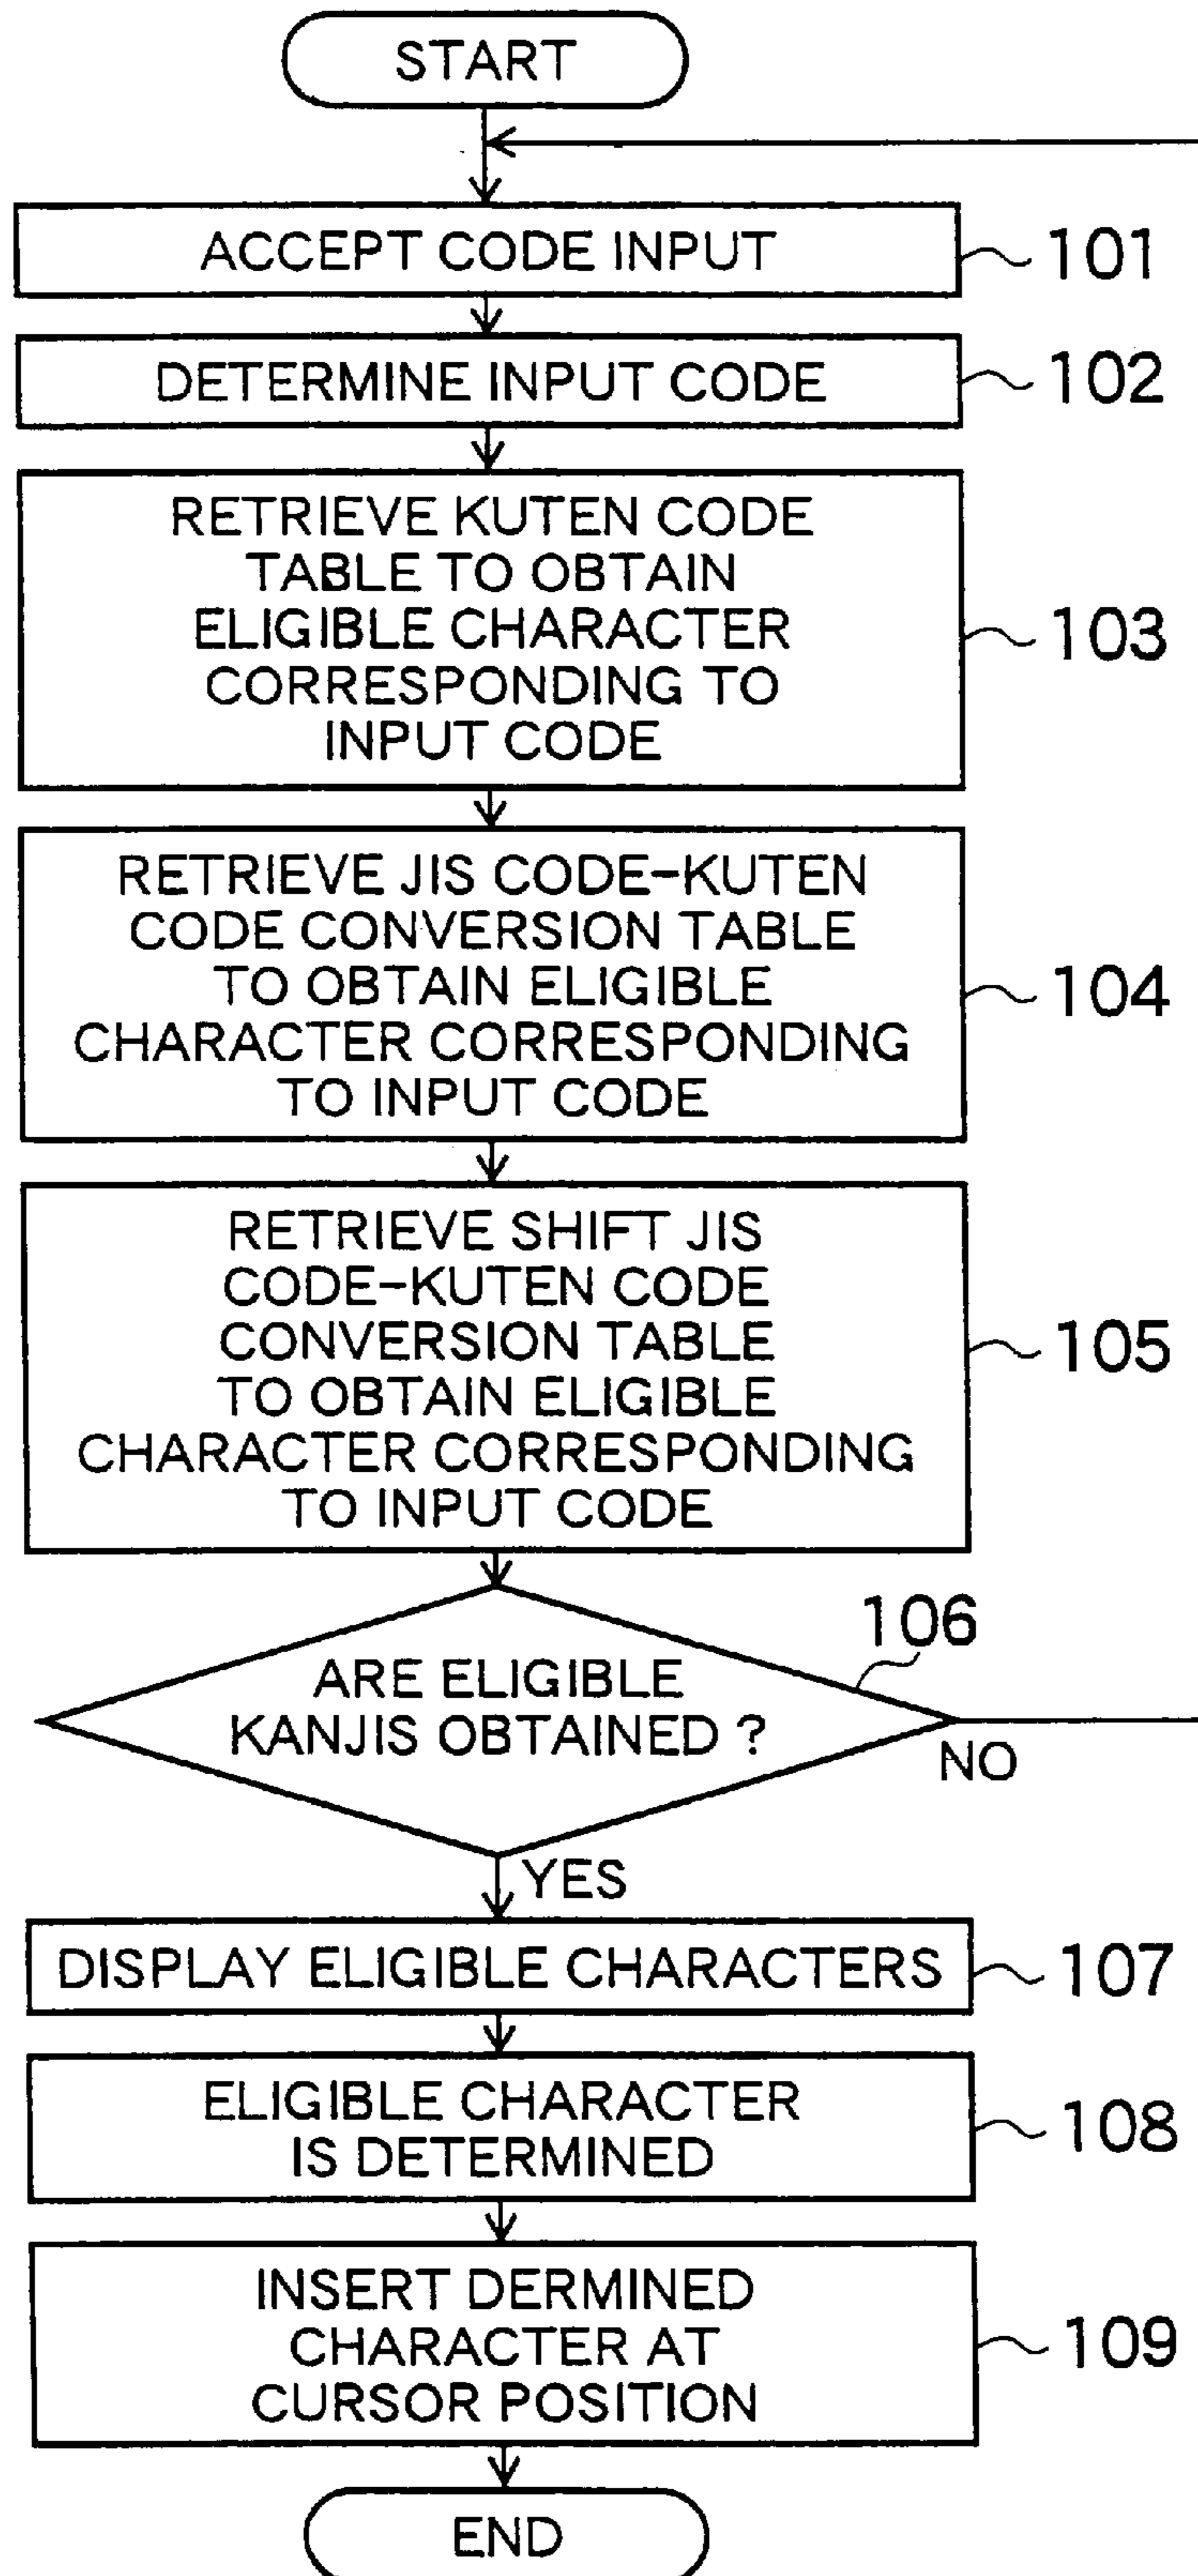 START
ACCEPT CODE INPUT
101
DETERMINE INPUT CODE
102
RETRIEVE KUTEN CODE
TABLE TO OBTAIN
ELIGIBLE CHARACTER
CORRESPONDING TO
INPUT CODE
103
RETRIEVE JIS CODE-KUTEN
CODE CONVERSION TABLE
TO OBTAIN ELIGIBLE
CHARACTER CORRESPONDING
TO INPUT CODE
104
RETRIEVE SHIFT JIS
CODE-KUTEN CODE
CONVERSION TABLE
TO OBTAIN ELIGIBLE
CHARACTER CORRESPONDING
TO INPUT CODE
105
106
ARE ELIGIBLE
KANJIS OBTAINED ?
NO
YES
DISPLAY ELIGIBLE CHARACTERS
107
ELIGIBLE CHARACTER
IS DETERMINED
108
INSERT DERMINED
CHARACTER AT
CURSOR POSITION
109
END